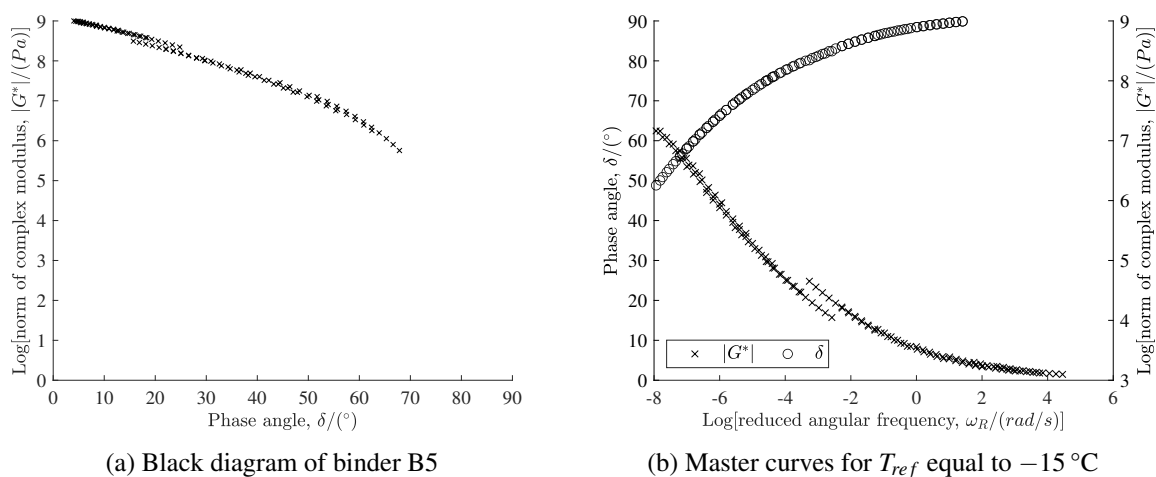 Log[norm of complex modulus, |G*|/(Pa)]
9
8
7
6
5
4
3
2
1
0
0 10 20 30 40 50 60 70 80 90
Phase angle, δ/(°)
(a) Black diagram of binder B5
Phase angle, δ/(°)
90
80
70
60
50
40
30
20
10
0
-8 -6 -4 -2 0 2 4 6
Log[reduced angular frequency, ω_R/(rad/s)]
9
8
7
6
5
4
3
Log[norm of complex modulus, |G*|/(Pa)]
|G*| δ
(b) Master curves for T_ref equal to −15 °C